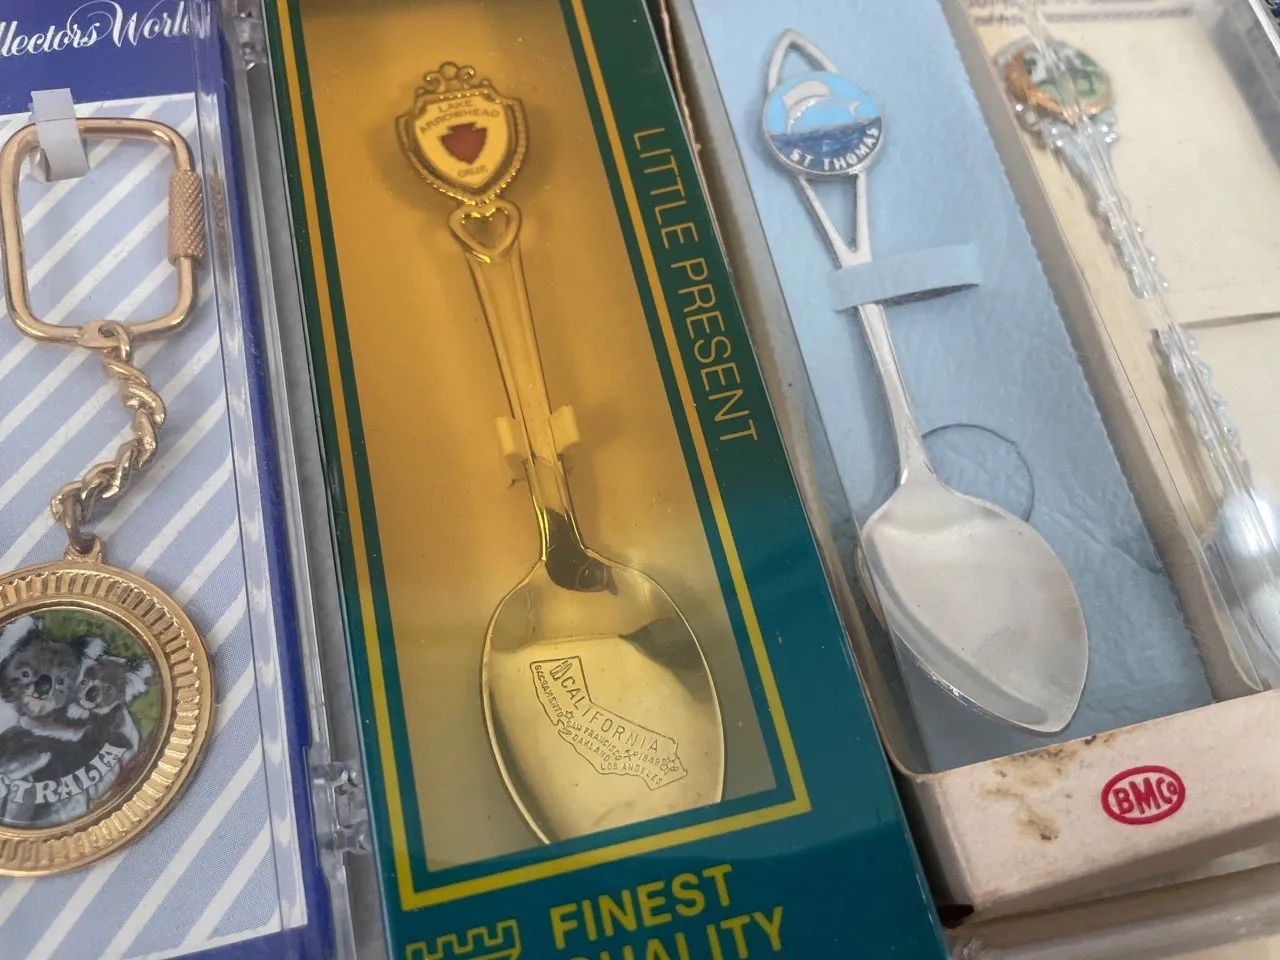 llectors World
STRALIA
LAKE
ARROWHEAD
CALIF.
LITTLE PRESENT
CALIFORNIA
SACRAMENTO
SAN FRANCISCO
OAKLAND
1849
LOS ANGELES
FINEST
QUALITY
ST THOMAS
BMCo